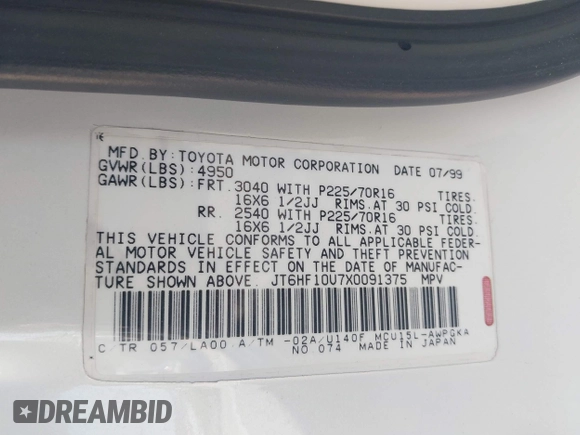 MFD.BY:TOYOTA MOTOR CORPORATION DATE 07/99
GVWR(LBS):4950
GAWR(LBS):FRT.3040 WITH P225/70R16 TIRES.
16X6 1/2JJ RIMS.AT 30 PSI COLD.
RR. 2540 WITH P225/70R16 TIRES.
16X6 1/2JJ RIMS.AT 30 PSI COLD.
THIS VEHICLE CONFORMS TO ALL APPLICABLE FEDER-
AL MOTOR VEHICLE SAFETY AND THEFT PREVENTION
STANDARDS IN EFFECT ON THE DATE OF MANUFAC-
TURE SHOWN ABOVE. JT6HF10U7X0091375 MPV
C/TR 057/LA00 A/TM -02A/U140F MCU15L-AWPGKA
NO 074 MADE IN JAPAN
DREAMBID